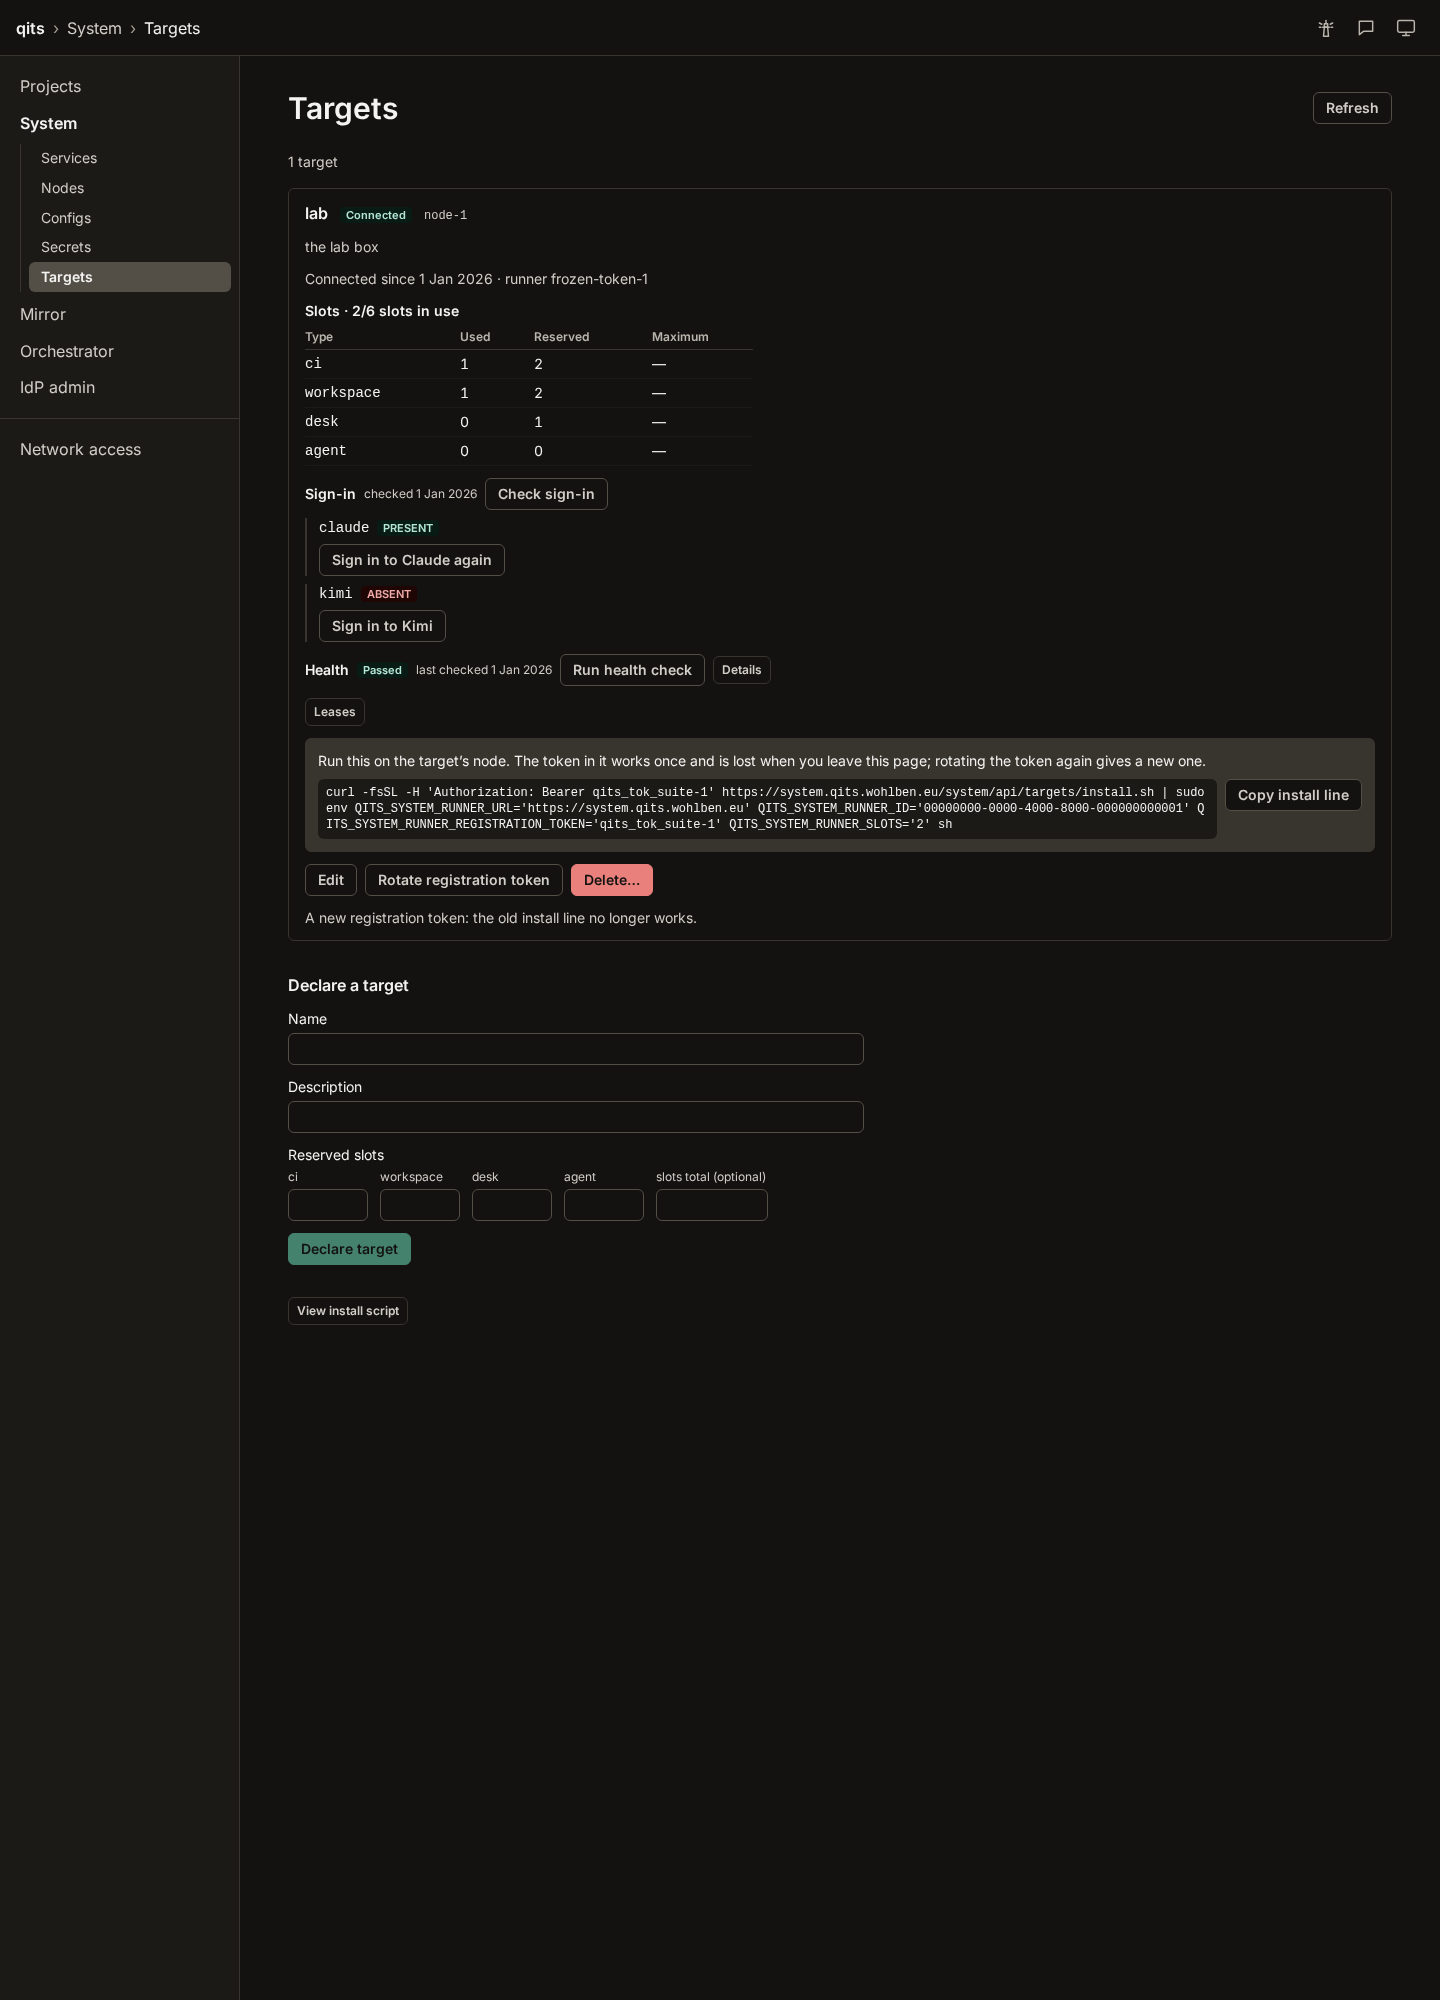 qits › System › Targets
Projects
System
Services
Nodes
Configs
Secrets
Targets
Mirror
Orchestrator
IdP admin
Network access
Targets
Refresh
1 target
lab Connected node-1
the lab box
Connected since 1 Jan 2026 · runner frozen-token-1
Slots · 2/6 slots in use
Type Used Reserved Maximum
ci 1 2 —
workspace 1 2 —
desk 0 1 —
agent 0 0 —
Sign-in checked 1 Jan 2026 Check sign-in
claude PRESENT
Sign in to Claude again
kimi ABSENT
Sign in to Kimi
Health Passed last checked 1 Jan 2026 Run health check Details
Leases
Run this on the target’s node. The token in it works once and is lost when you leave this page; rotating the token again gives a new one.
curl -fsSL -H 'Authorization: Bearer qits_tok_suite-1' https://system.qits.wohlben.eu/system/api/targets/install.sh | sudo
env QITS_SYSTEM_RUNNER_URL='https://system.qits.wohlben.eu' QITS_SYSTEM_RUNNER_ID='00000000-0000-4000-8000-000000000001' Q
ITS_SYSTEM_RUNNER_REGISTRATION_TOKEN='qits_tok_suite-1' QITS_SYSTEM_RUNNER_SLOTS='2' sh
Copy install line
Edit Rotate registration token Delete…
A new registration token: the old install line no longer works.
Declare a target
Name
Description
Reserved slots
ci workspace desk agent slots total (optional)
Declare target
View install script